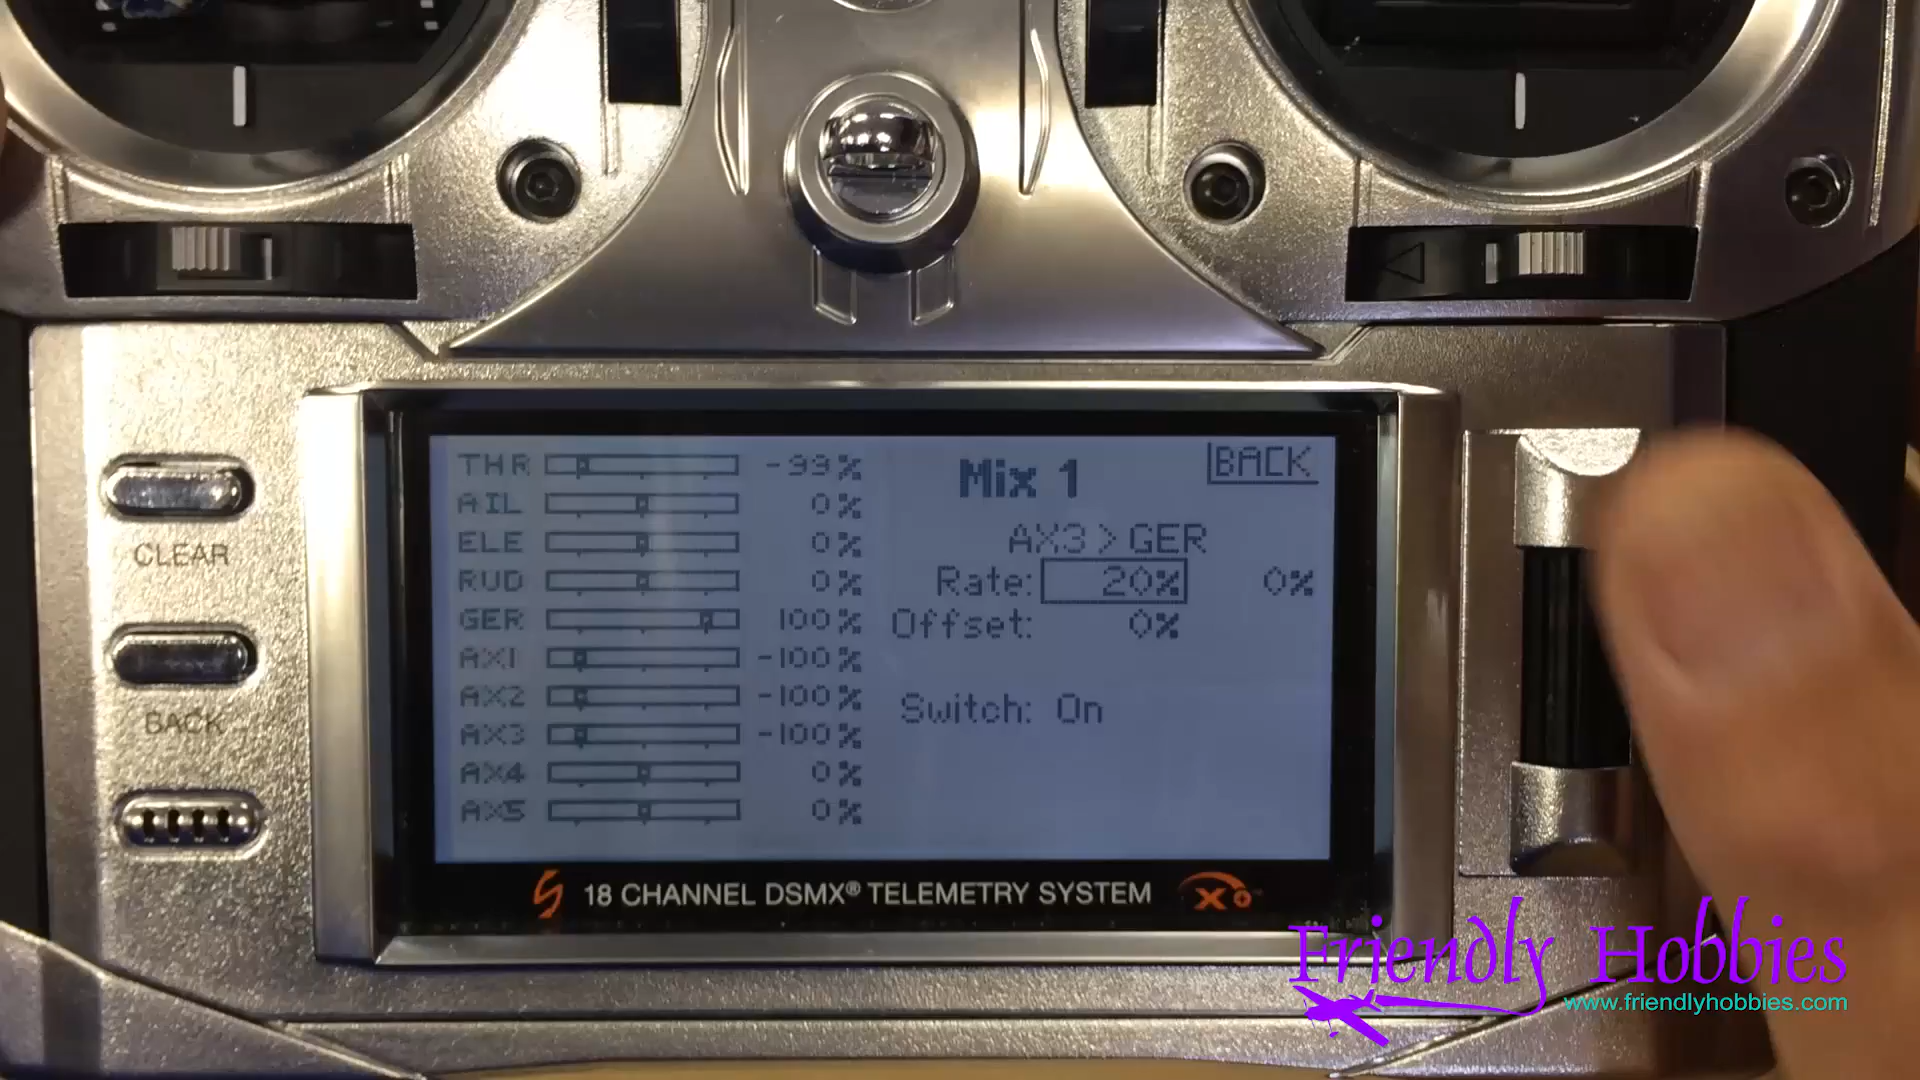 THR -99%
AIL 0%
ELE 0%
RUD 0%
GER 100%
AX1 -100%
AX2 -100%
AX3 -100%
AX4 0%
AX5 0%
Mix 1
BACK
AX3 > GER
Rate: 20% 0%
Offset: 0%
Switch: On
CLEAR
BACK
18 CHANNEL DSMX® TELEMETRY SYSTEM
X+
Friendly Hobbies
www.friendlyhobbies.com